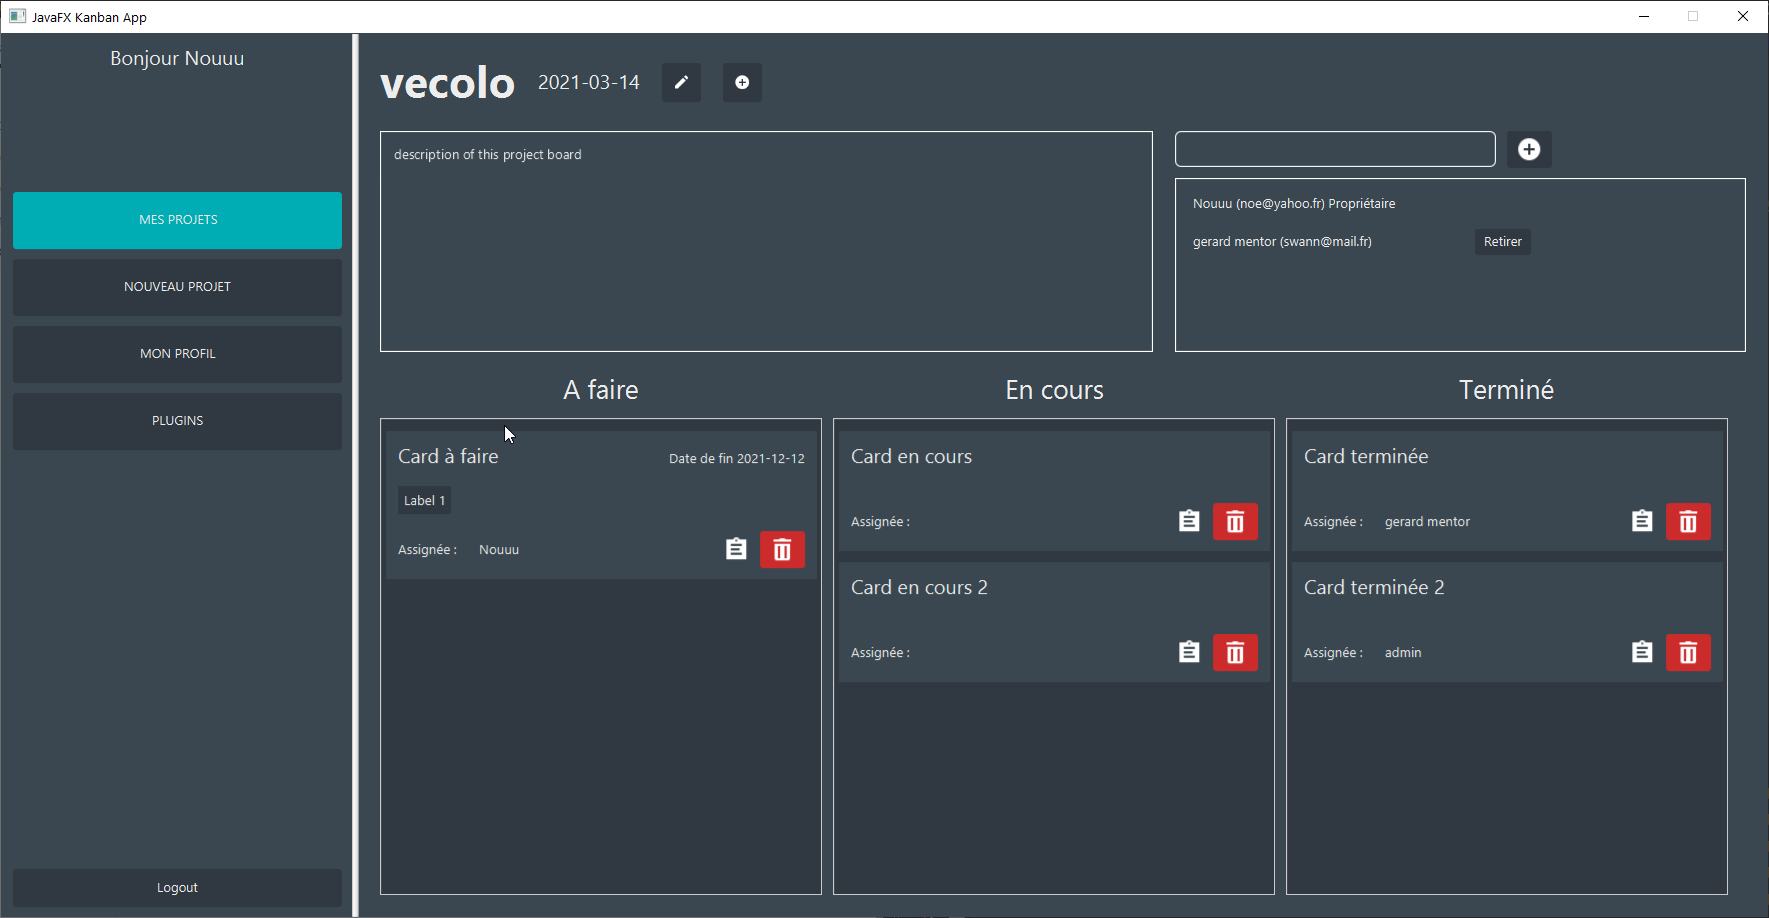 JavaFX Kanban App
Bonjour Nouuu
MES PROJETS
NOUVEAU PROJET
MON PROFIL
PLUGINS
Logout
vecolo 2021-03-14
description of this project board
Nouuu (noe@yahoo.fr) Propriétaire
gerard mentor (swann@mail.fr) Retirer
A faire
Card à faire Date de fin 2021-12-12
Label 1
Assignée : Nouuu
En cours
Card en cours
Assignée :
Card en cours 2
Assignée :
Terminé
Card terminée
Assignée : gerard mentor
Card terminée 2
Assignée : admin